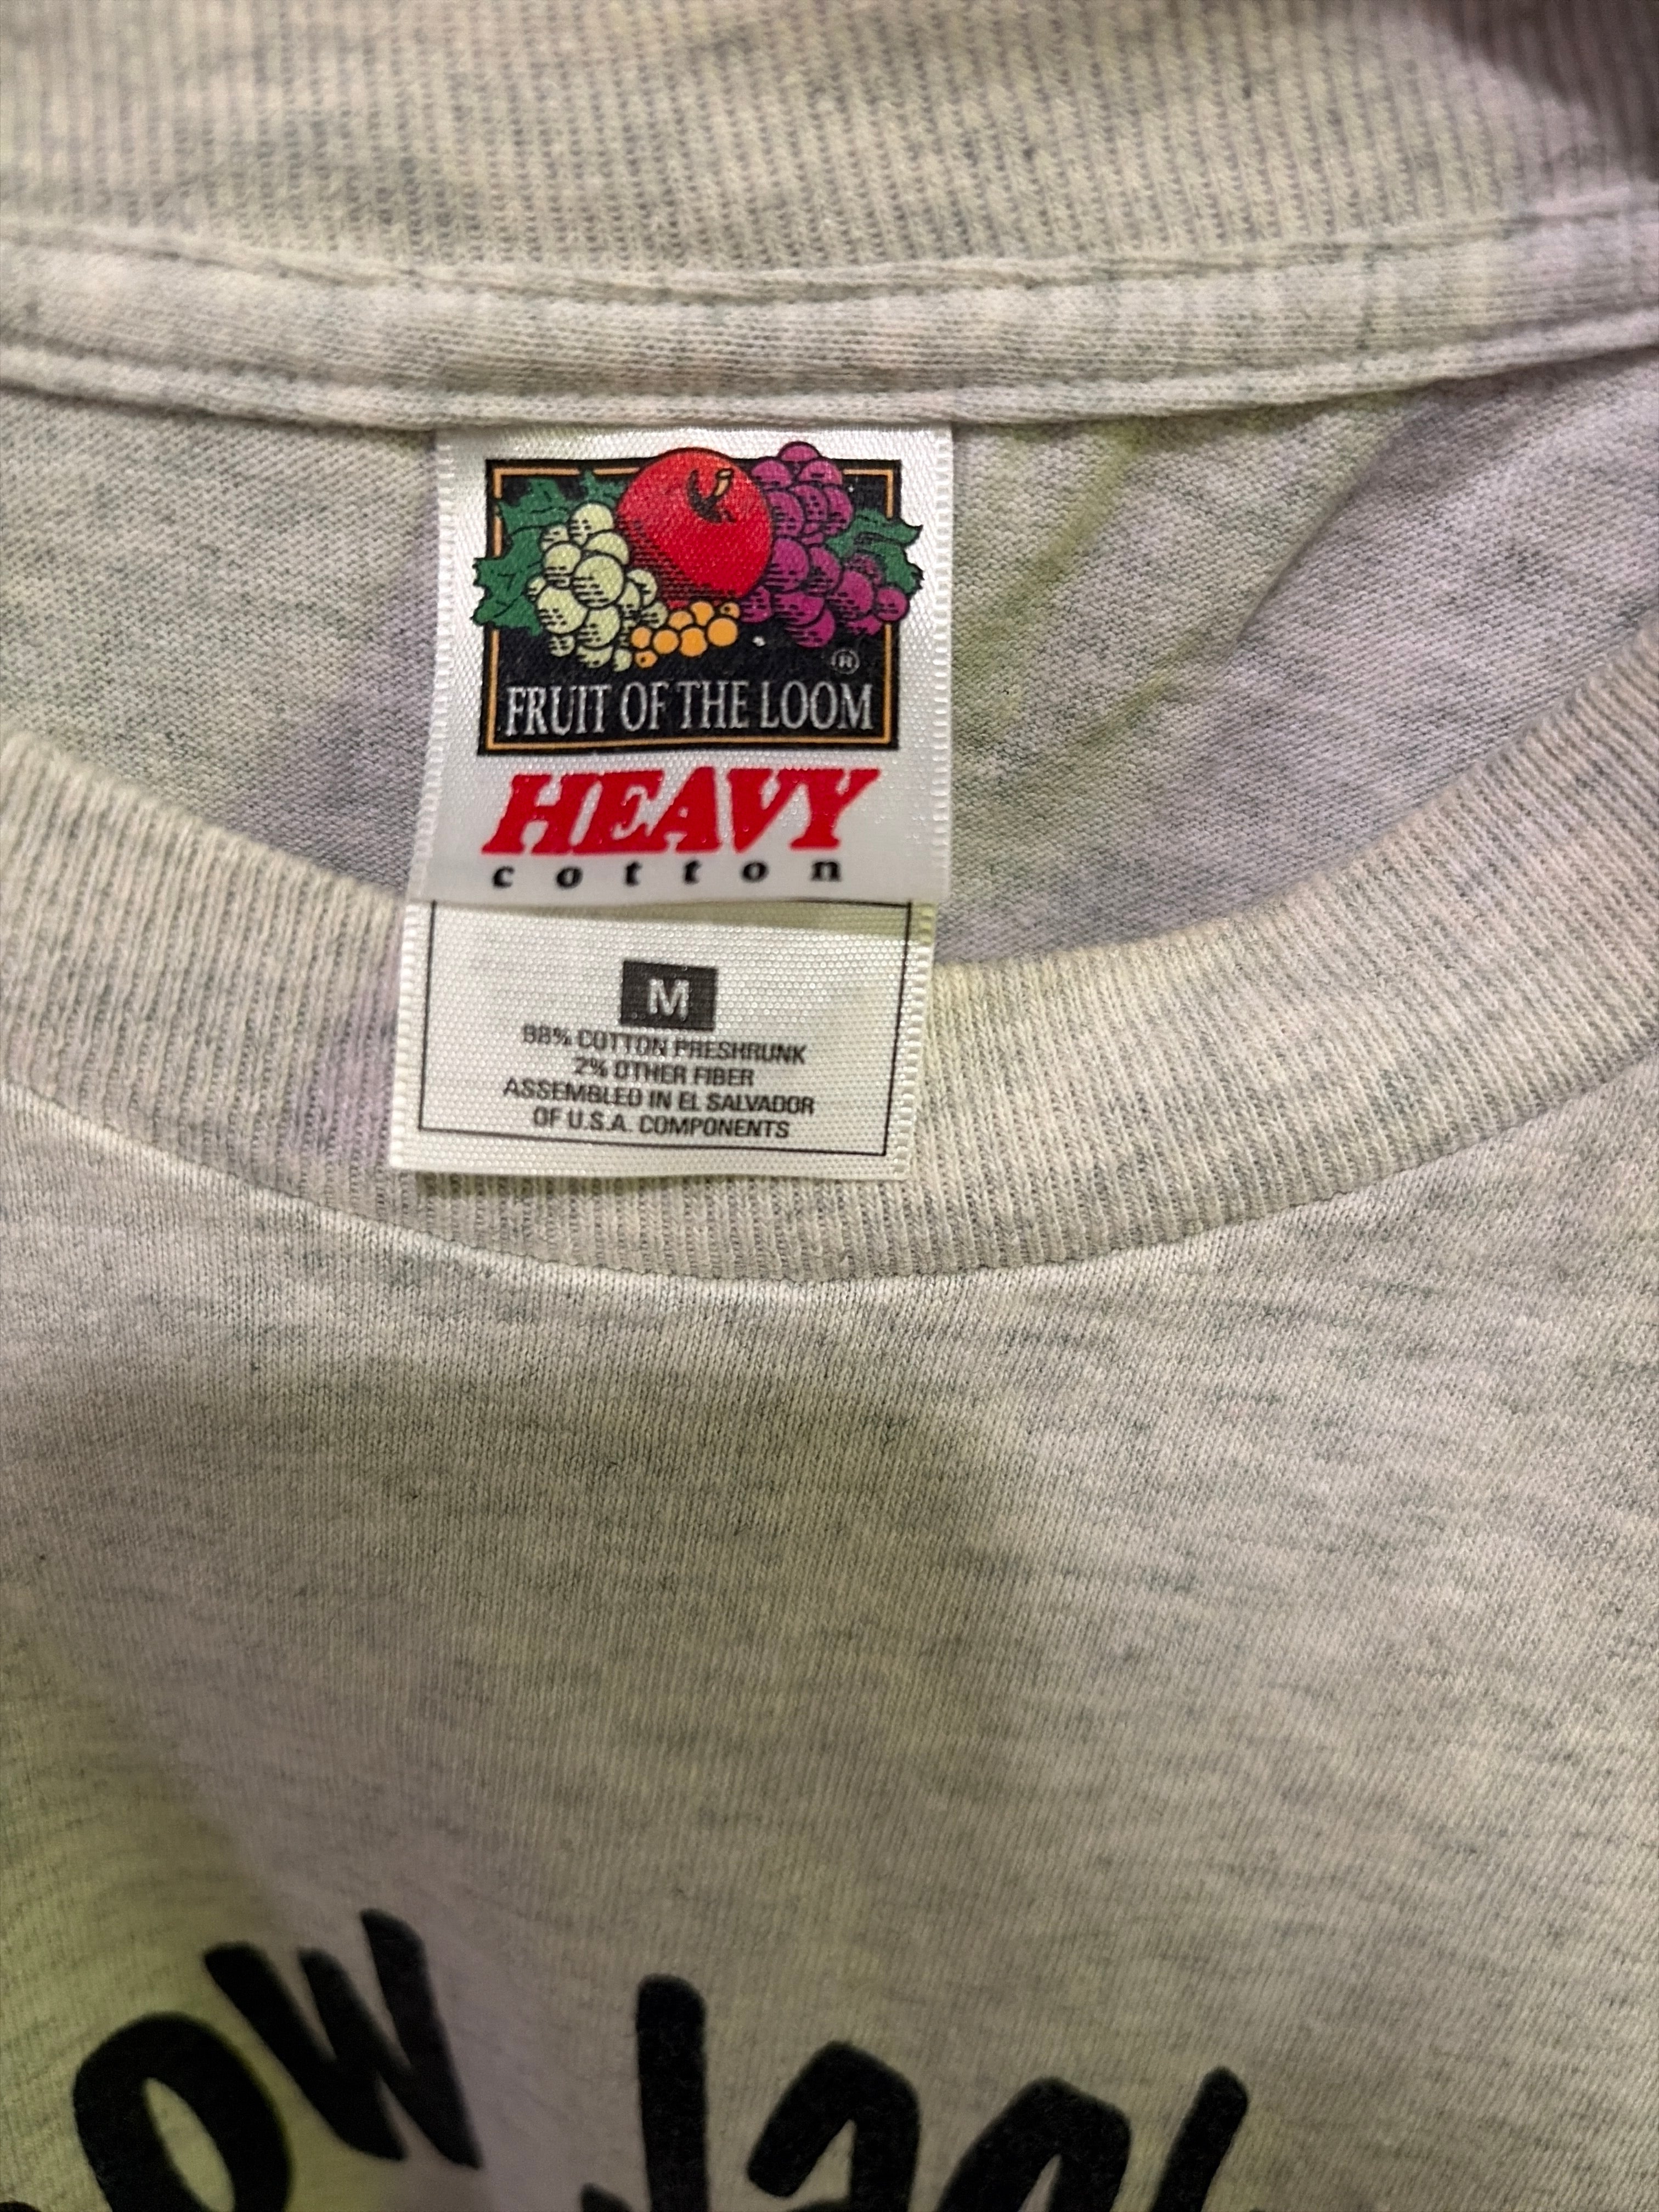 ®
FRUIT OF THE LOOM
HEAVY
cotton
M
98% COTTON PRESHRUNK
2% OTHER FIBER
ASSEMBLED IN EL SALVADOR
OF U.S.A. COMPONENTS